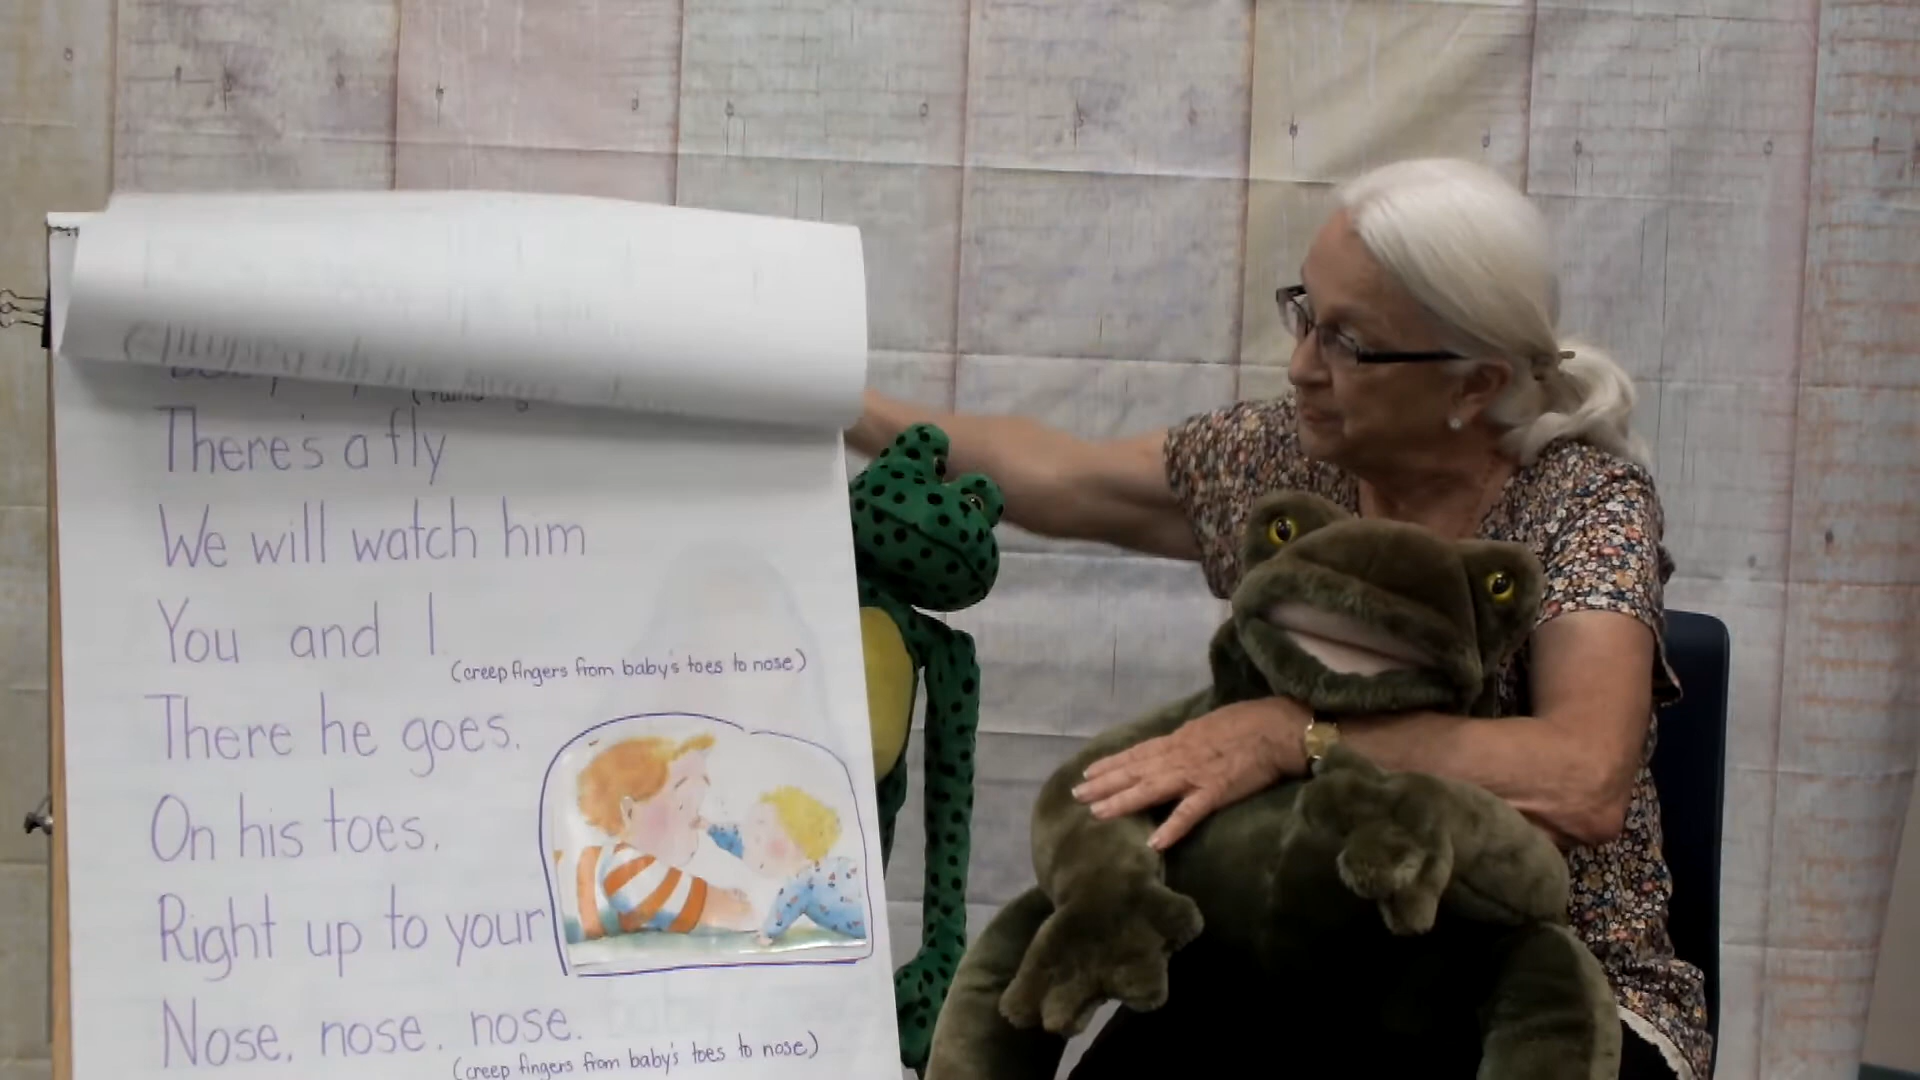 There's a fly
We will watch him
You and I
(creep fingers from baby's toes to nose)
There he goes.
On his toes.
Right up to your
Nose. nose. nose.
(creep fingers from baby's toes to nose)